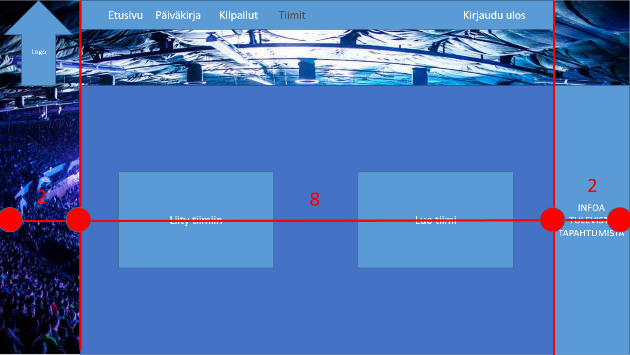 Etusivu Päiväkirja Kilpailut Tiimit Kirjaudu ulos
Logo
2 8 2
INFOA
TULEVISTA
TAPAHTUMISTA
Liity tiimiin Luo tiimi